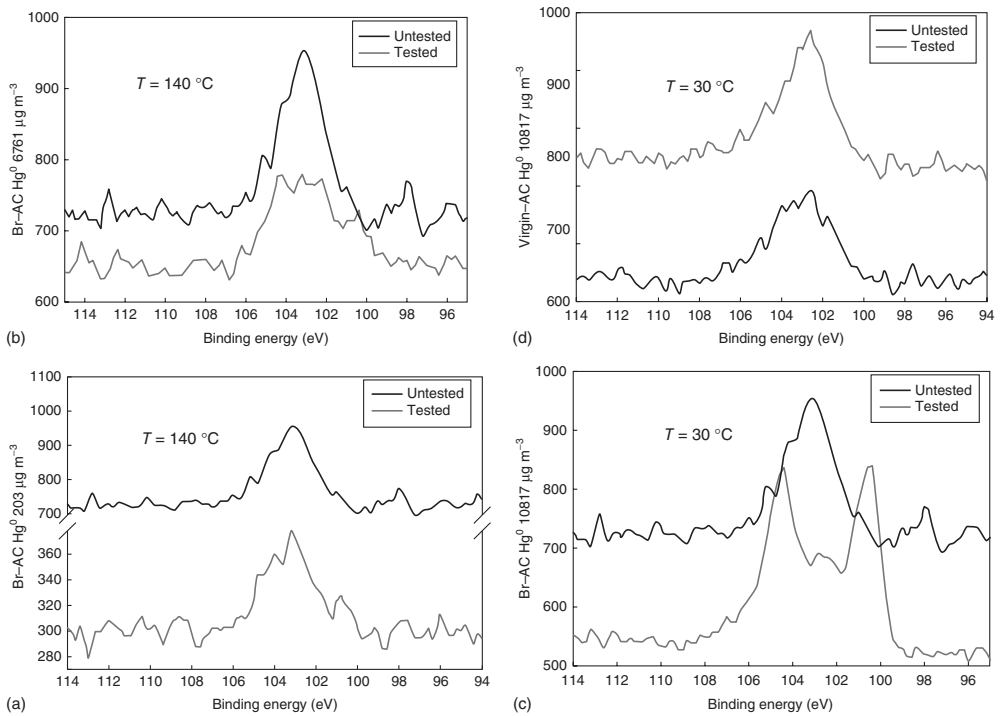 1000
900
800
700
600
Br–AC Hg⁰ 6761 µg m⁻³
T = 140 °C
Untested
Tested
114 112 110 108 106 104 102 100 98 96
Binding energy (eV)
(b)
1000
900
800
700
600
Virgin–AC Hg⁰ 10817 µg m⁻³
T = 30 °C
Untested
Tested
114 112 110 108 106 104 102 100 98 96 94
Binding energy (eV)
(d)
1100
1000
900
800
700
360
340
320
300
280
Br–AC Hg⁰ 203 µg m⁻³
T = 140 °C
Untested
Tested
114 112 110 108 106 104 102 100 98 96 94
Binding energy (eV)
(a)
1000
900
800
700
600
500
Br–AC Hg⁰ 10817 µg m⁻³
T = 30 °C
Untested
Tested
114 112 110 108 106 104 102 100 98 96
Binding energy (eV)
(c)